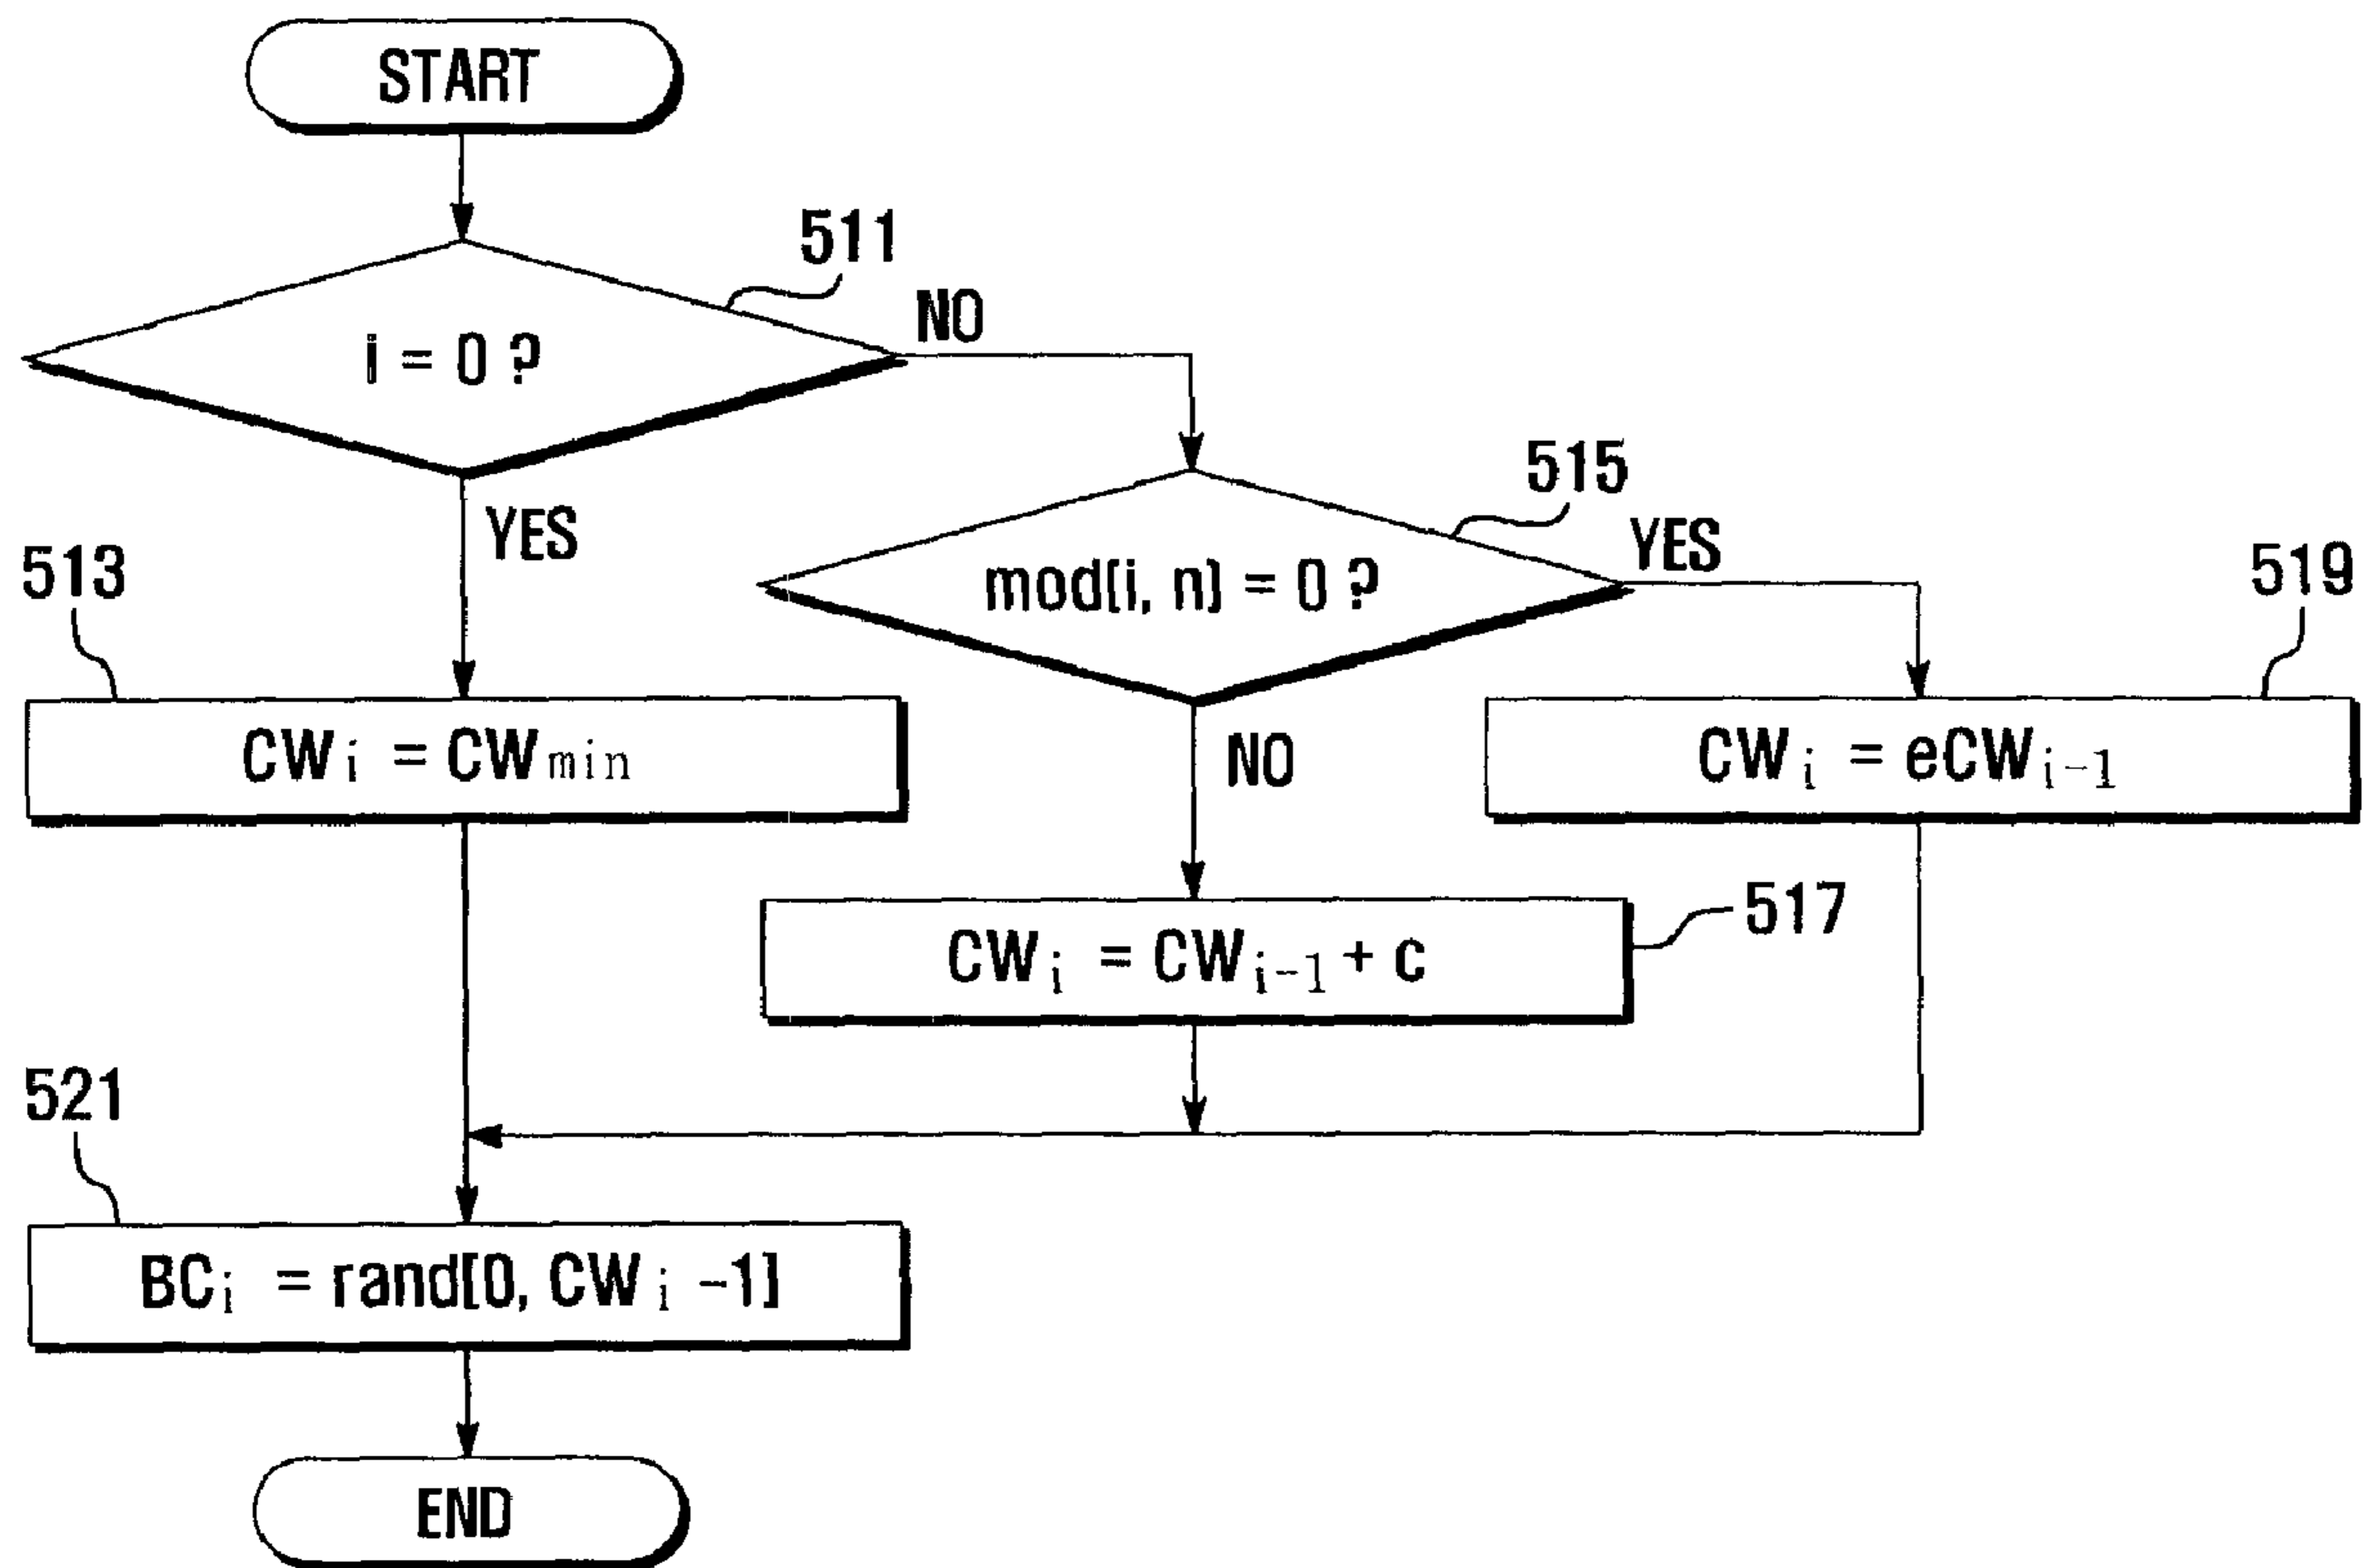 START
511
i = 0 ?
NO
YES
515
mod(i, n) = 0 ?
YES
513
519
CWi = CWmin
NO
CWi = eCWi-1
CWi = CWi-1 + c
517
521
BCi = rand[0, CWi -1]
END